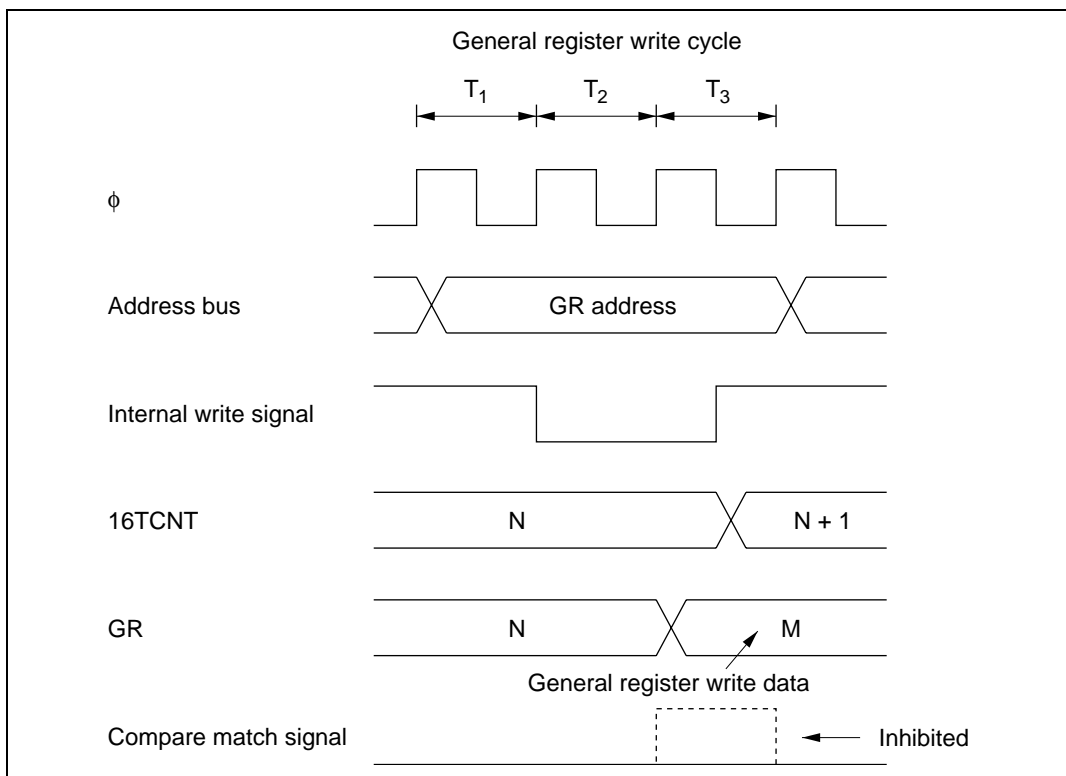 General register write cycle
T1 T2 T3
ϕ
Address bus GR address
Internal write signal
16TCNT N N + 1
GR N M
General register write data
Compare match signal Inhibited